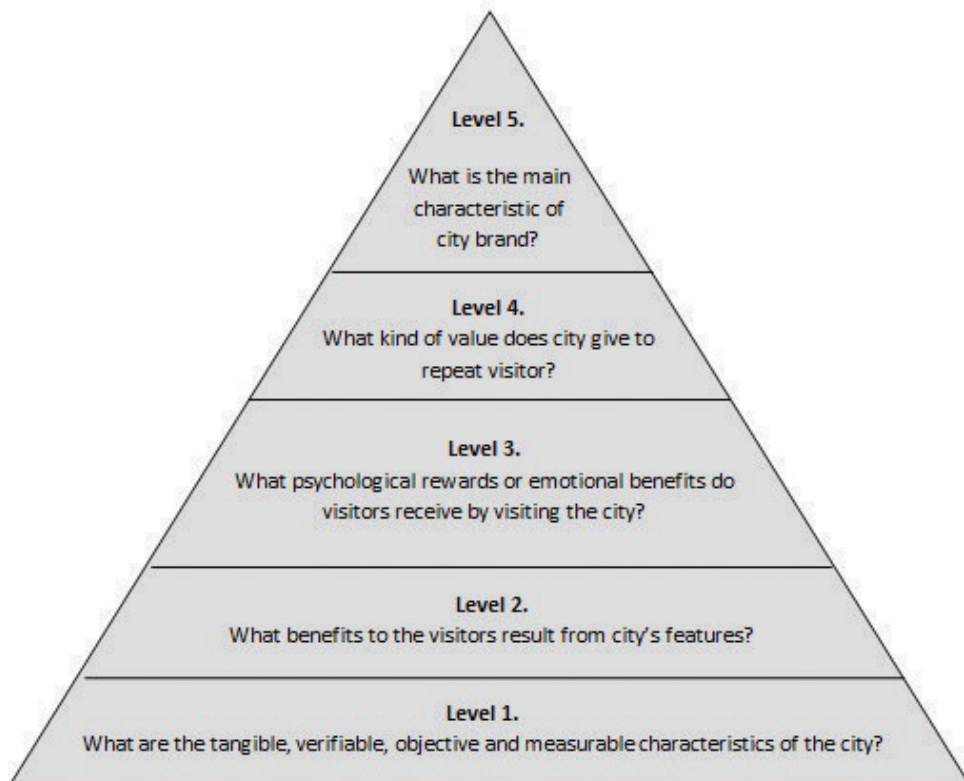 Level 5.
What is the main
characteristic of
city brand?
Level 4.
What kind of value does city give to
repeat visitor?
Level 3.
What psychological rewards or emotional benefits do
visitors receive by visiting the city?
Level 2.
What benefits to the visitors result from city’s features?
Level 1.
What are the tangible, verifiable, objective and measurable characteristics of the city?